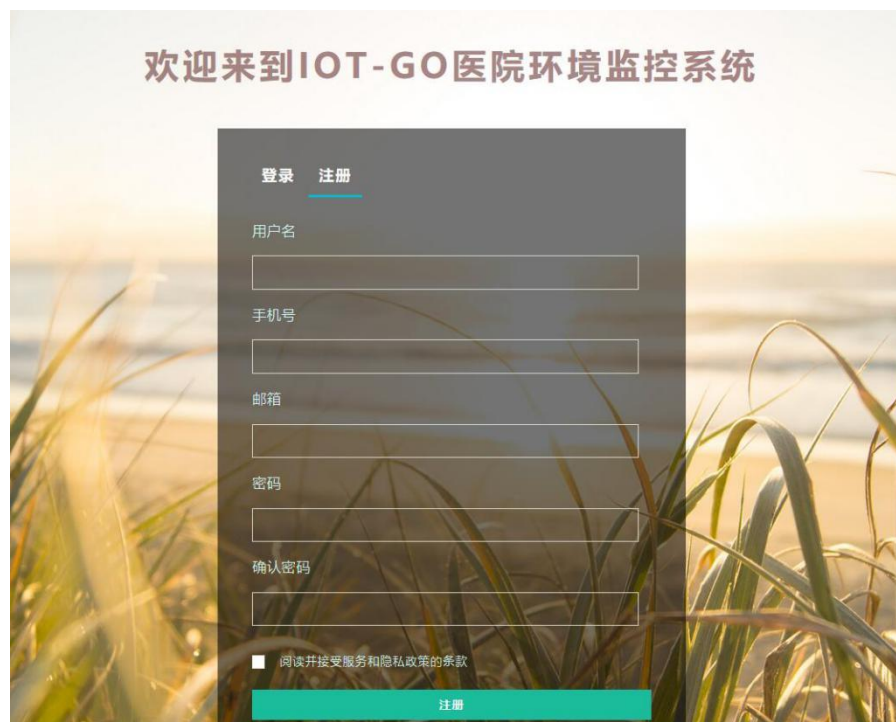 欢迎来到IOT-GO医院环境监控系统
登录 注册
用户名
手机号
邮箱
密码
确认密码
阅读并接受服务和隐私政策的条款
注册